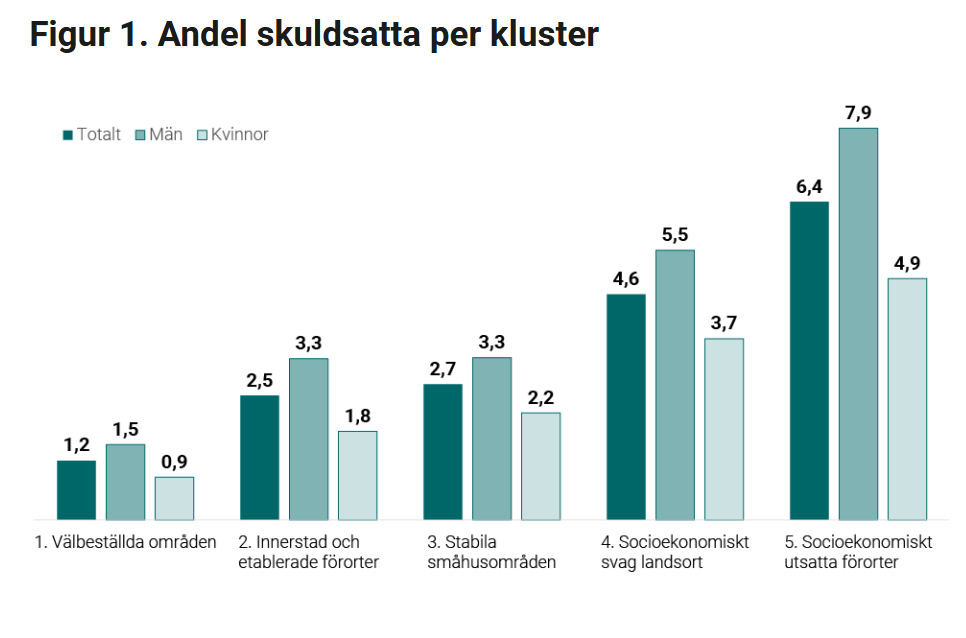 Figur 1. Andel skuldsatta per kluster
Totalt Män Kvinnor
1,2
1,5
0,9
2,5
3,3
1,8
2,7
3,3
2,2
4,6
5,5
3,7
6,4
7,9
4,9
1. Välbeställda områden
2. Innerstad och
etablerade förorter
3. Stabila
småhusområden
4. Socioekonomiskt
svag landsort
5. Socioekonomiskt
utsatta förorter